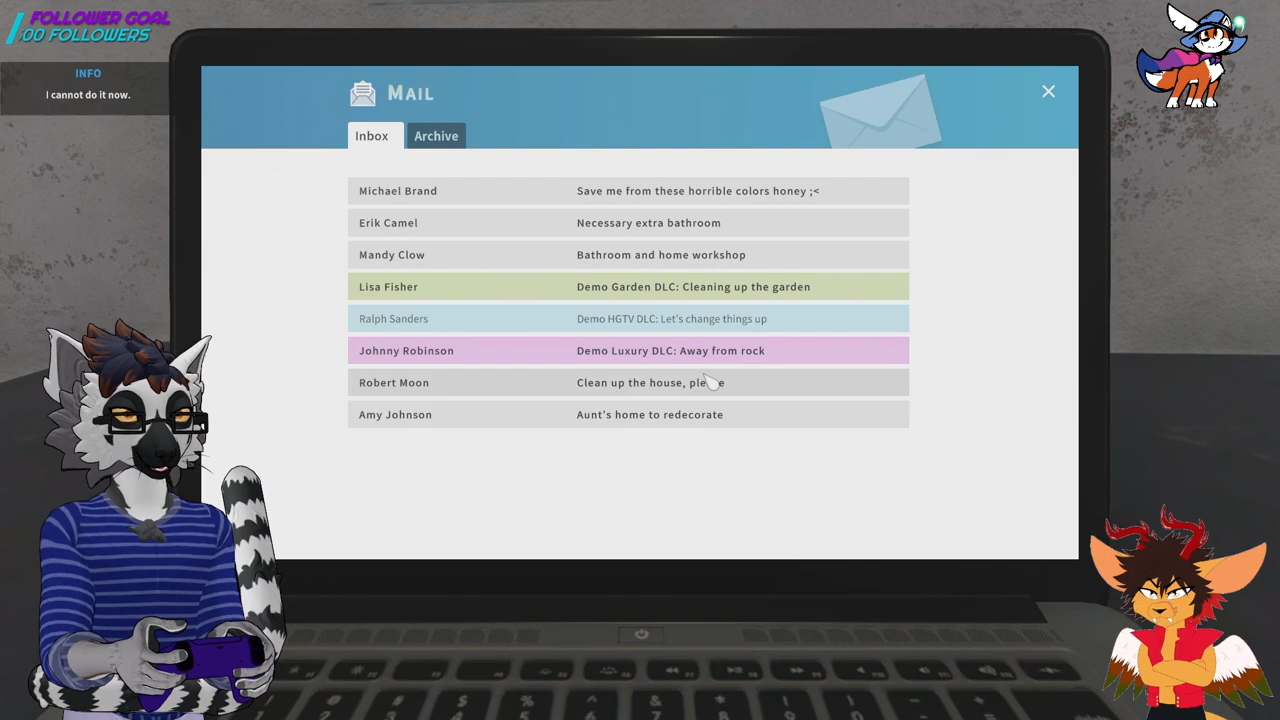 FOLLOWER GOAL
00 FOLLOWERS
INFO
I cannot do it now.
MAIL
Inbox
Archive
Michael Brand Save me from these horrible colors honey ;<
Erik Camel Necessary extra bathroom
Mandy Clow Bathroom and home workshop
Lisa Fisher Demo Garden DLC: Cleaning up the garden
Ralph Sanders Demo HGTV DLC: Let's change things up
Johnny Robinson Demo Luxury DLC: Away from rock
Robert Moon Clean up the house,
Amy Johnson Aunt's home to redecorate